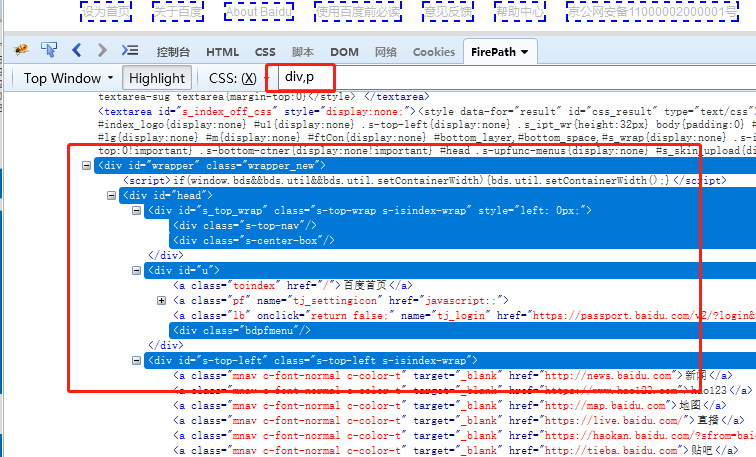 设为首页 关于百度 About Baidu 使用百度前必读 意见反馈 帮助中心 京公网安备11000002000001号
控制台 HTML CSS 脚本 DOM 网络 Cookies FirePath
Top Window Highlight CSS: (X) div,p
textarea-sug textarea{margin-top:0}</style> </textarea>
<textarea id="s_index_off_css" style="display:none;"><style data-for="result" id="css_result" type="text/css"
#index_logo{display:none} #ul{display:none} .s-top-left{display:none} .s_ipt_wr{height:32px} body{padding:0} #
#lg{display:none} #m{display:none} #ftCon{display:none} #bottom_layer,#bottom_space,#s_wrap{display:none} .s-i
top:0!important} .s-bottom-ctner{display:none!important} #head .s-upfunc-menus{display:none} #s_skin_upload{di
<div id="wrapper" class="wrapper_new">
<script>if(window.bds&&bds.util&&bds.util.setContainerWidth){bds.util.setContainerWidth();}</script>
<div id="head">
<div id="s_top_wrap" class="s-top-wrap s-isindex-wrap" style="left: 0px;">
<div class="s-top-nav"/>
<div class="s-center-box"/>
</div>
<div id="u">
<a class="toindex" href="/">百度首页</a>
<a class="pf" name="tj_settingicon" href="javascript:;">
<a class="lb" onclick="return false;" name="tj_login" href="https://passport.baidu.com/v2/?login&
<div class="bdpfmenu"/>
</div>
<div id="s-top-left" class="s-top-left s-isindex-wrap">
<a class="mnav c-font-normal c-color-t" target="_blank" href="http://news.baidu.com">新闻</a>
<a class="mnav c-font-normal c-color-t" target="_blank" href="https://www.hao123.com">hao123</a>
<a class="mnav c-font-normal c-color-t" target="_blank" href="http://map.baidu.com">地图</a>
<a class="mnav c-font-normal c-color-t" target="_blank" href="https://live.baidu.com/">直播</a>
<a class="mnav c-font-normal c-color-t" target="_blank" href="https://haokan.baidu.com/?sfrom=bai
<a class="mnav c-font-normal c-color-t" target="_blank" href="http://tieba.baidu.com">贴吧</a>